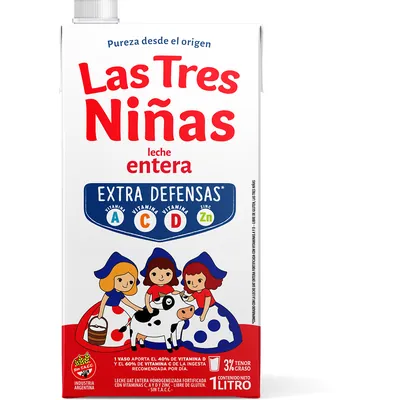 Pureza desde el origen
Las Tres
Niñas
leche
entera
EXTRA DEFENSAS*
VITAMINA A VITAMINA C VITAMINA D ZINC Zn
1 VASO APORTA EL 40% DE VITAMINA D
Y EL 60% DE VITAMINA C DE LA INGESTA
RECOMENDADA POR DÍA.
3% TENOR GRASO
INDUSTRIA
ARGENTINA
LECHE UAT ENTERA HOMOGENEIZADA FORTIFICADA
CON VITAMINAS C, A Y D Y ZINC - LIBRE DE GLUTEN.
- SIN T.A.C.C. -
CONTENIDO NETO
1 LITRO